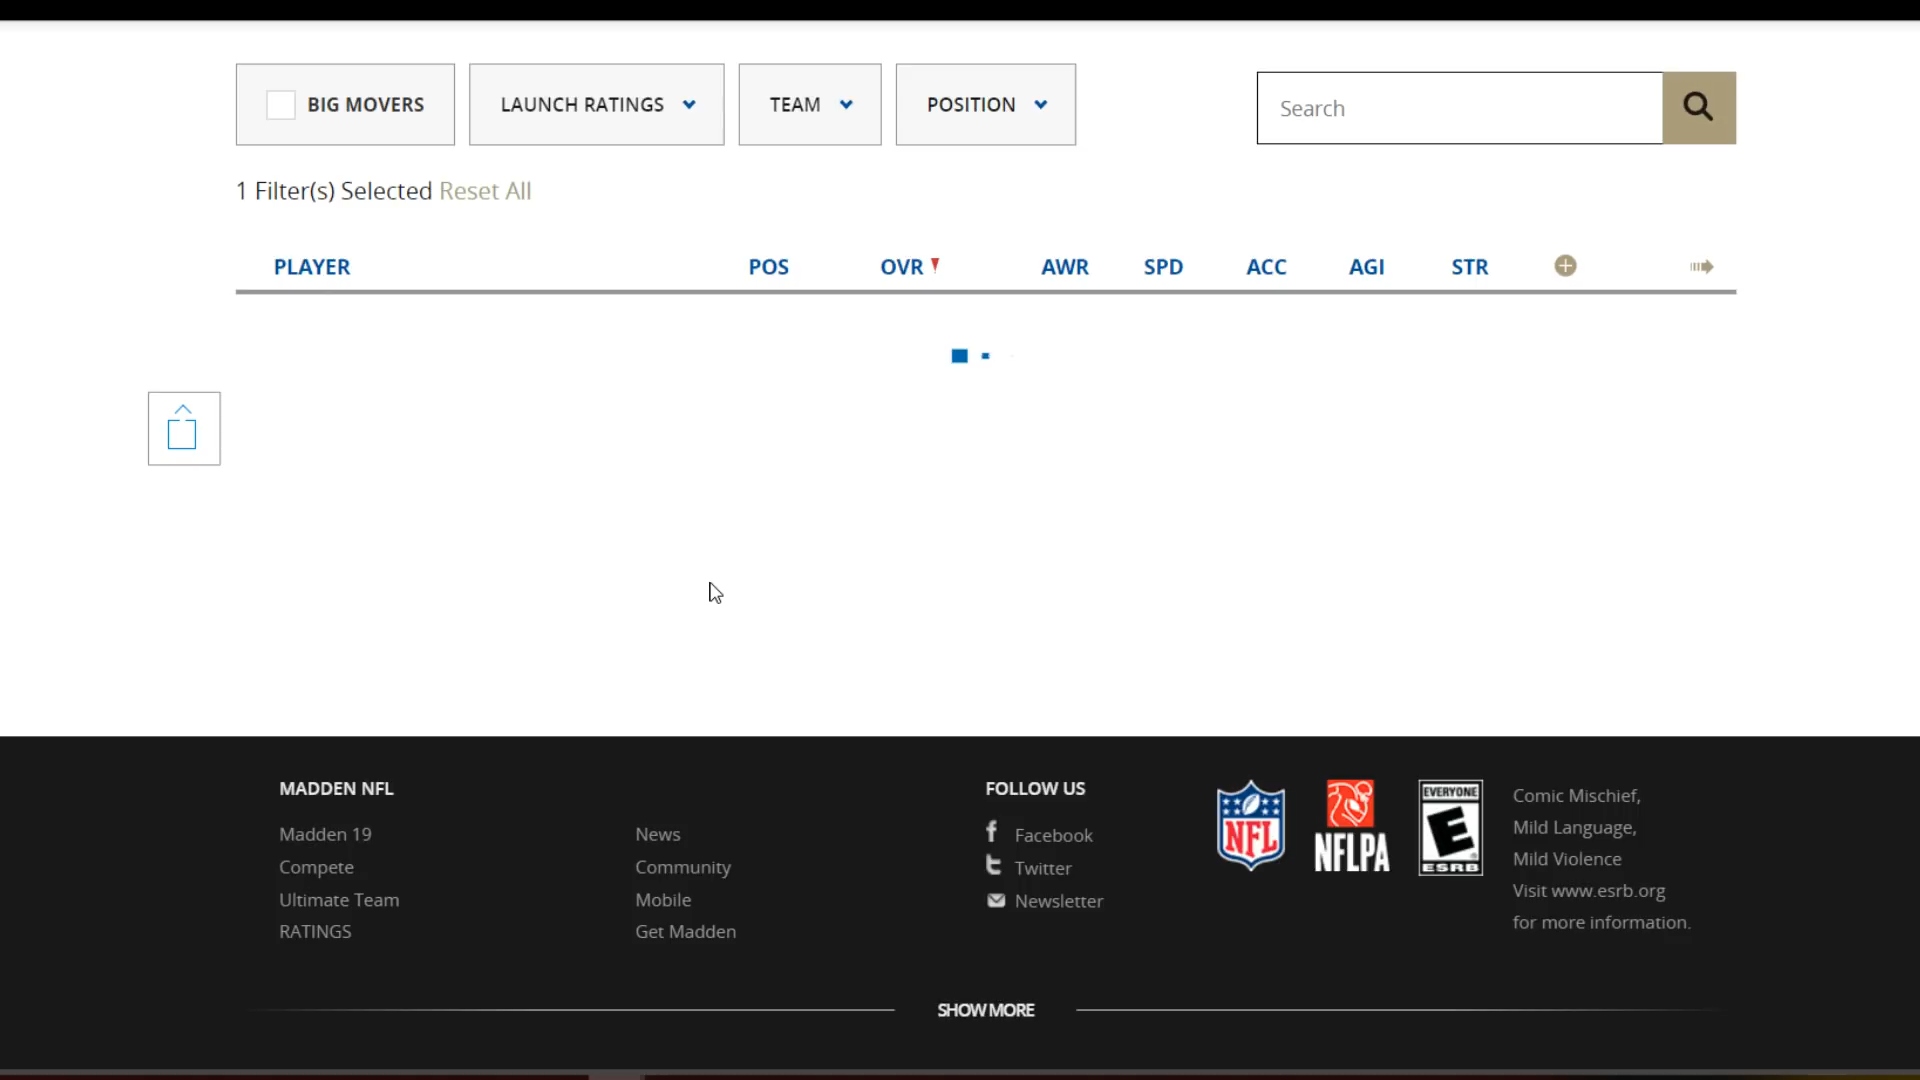 BIG MOVERS
LAUNCH RATINGS
TEAM
POSITION
Search
1 Filter(s) Selected Reset All
PLAYER POS OVR AWR SPD ACC AGI STR
MADDEN NFL
Madden 19
Compete
Ultimate Team
RATINGS
News
Community
Mobile
Get Madden
FOLLOW US
Facebook
Twitter
Newsletter
NFL
NFLPA
EVERYONE
E
ESRB
Comic Mischief,
Mild Language,
Mild Violence
Visit www.esrb.org
for more information.
SHOW MORE